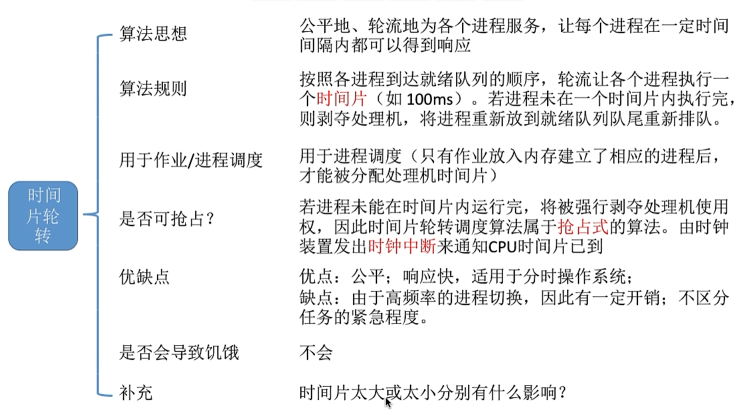 时间
片轮
转
算法思想
公平地、轮流地为各个进程服务，让每个进程在一定时间
间隔内都可以得到响应
算法规则
按照各进程到达就绪队列的顺序，轮流让各个进程执行一
个时间片（如 100ms）。若进程未在一个时间片内执行完，
则剥夺处理机，将进程重新放到就绪队列队尾重新排队。
用于作业/进程调度
用于进程调度（只有作业放入内存建立了相应的进程后，
才能被分配处理机时间片）
是否可抢占？
若进程未能在时间片内运行完，将被强行剥夺处理机使用
权，因此时间片轮转调度算法属于抢占式的算法。由时钟
装置发出时钟中断来通知CPU时间片已到
优缺点
优点：公平；响应快，适用于分时操作系统；
缺点：由于高频率的进程切换，因此有一定开销；不区分
任务的紧急程度。
是否会导致饥饿
不会
补充
时间片太大或太小分别有什么影响？